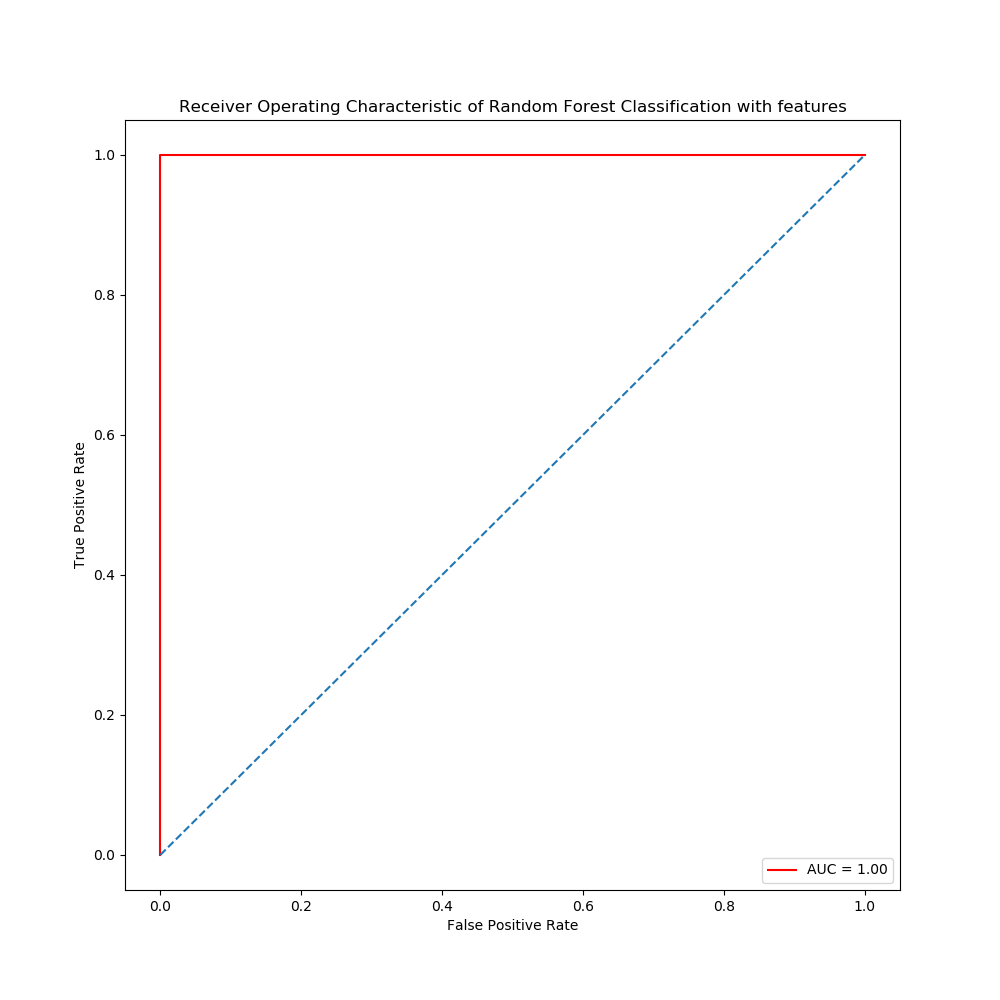 Receiver Operating Characteristic of Random Forest Classification with features
1.0
0.8
0.6
0.4
0.2
0.0
True Positive Rate
0.0 0.2 0.4 0.6 0.8 1.0
False Positive Rate
AUC = 1.00